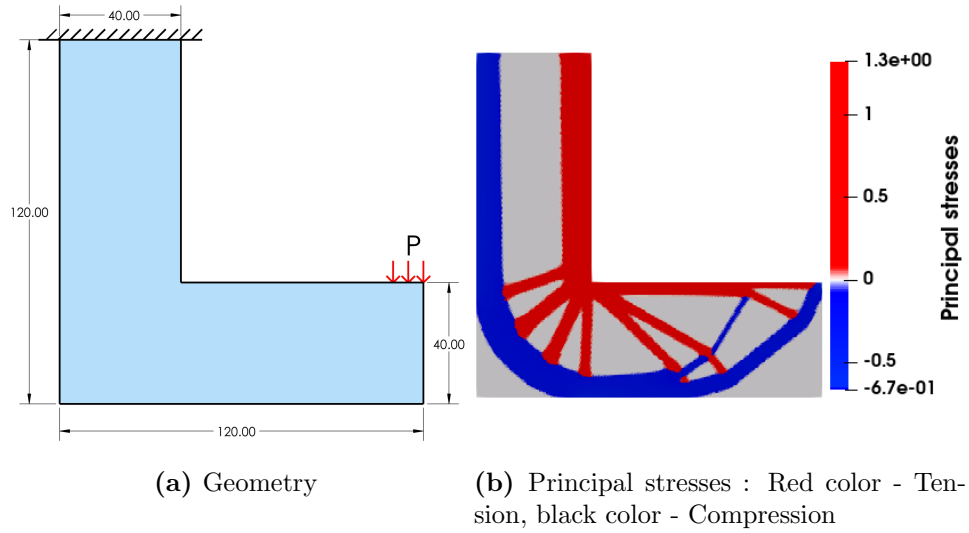 40.00
120.00
P
40.00
120.00
1.3e+00
1
0.5
0
-0.5
-6.7e-01
Principal stresses
(a) Geometry
(b) Principal stresses : Red color - Ten-
sion, black color - Compression